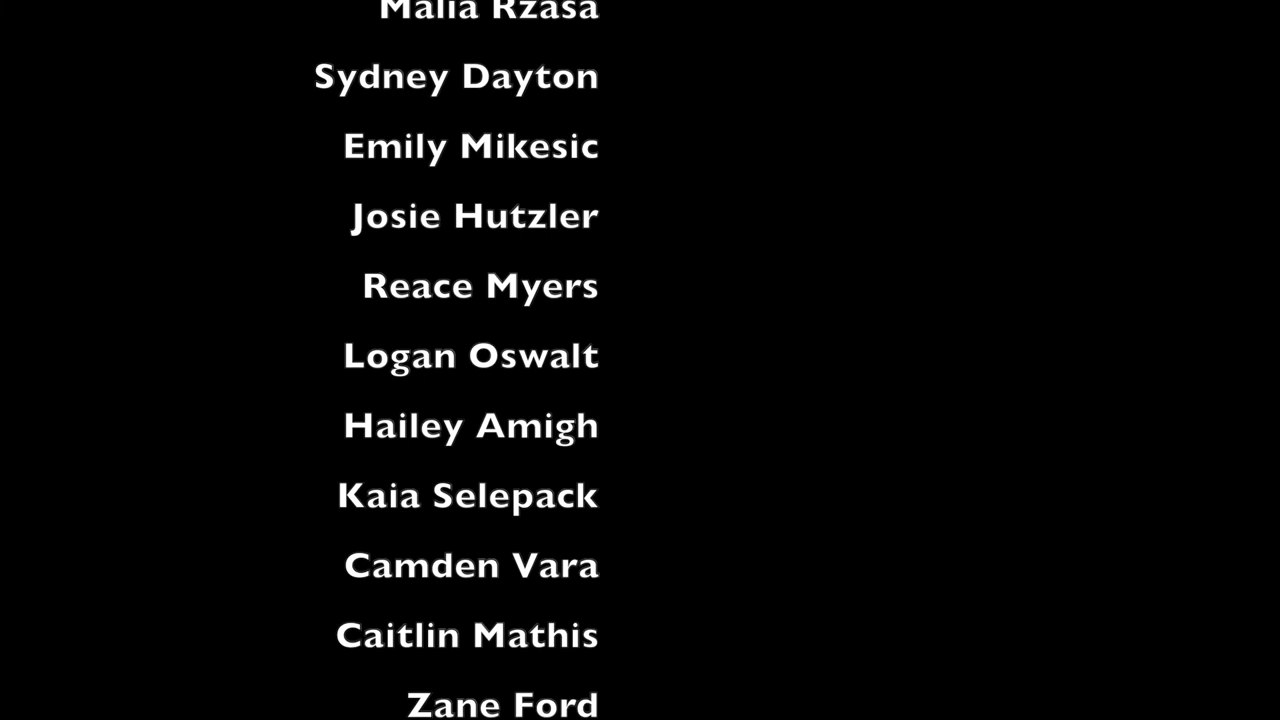 Malia Rzasa
Sydney Dayton
Emily Mikesic
Josie Hutzler
Reace Myers
Logan Oswalt
Hailey Amigh
Kaia Selepack
Camden Vara
Caitlin Mathis
Zane Ford